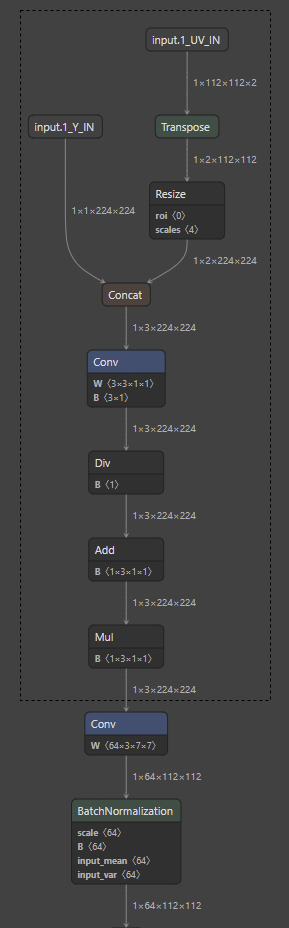 input.1_UV_IN
1×112×112×2
input.1_Y_IN
Transpose
1×2×112×112
Resize
roi ⟨0⟩
scales ⟨4⟩
1×1×224×224
1×2×224×224
Concat
1×3×224×224
Conv
W ⟨3×3×1×1⟩
B ⟨3×1⟩
1×3×224×224
Div
B ⟨1⟩
1×3×224×224
Add
B ⟨1×3×1×1⟩
1×3×224×224
Mul
B ⟨1×3×1×1⟩
1×3×224×224
Conv
W ⟨64×3×7×7⟩
1×64×112×112
BatchNormalization
scale ⟨64⟩
B ⟨64⟩
input_mean ⟨64⟩
input_var ⟨64⟩
1×64×112×112